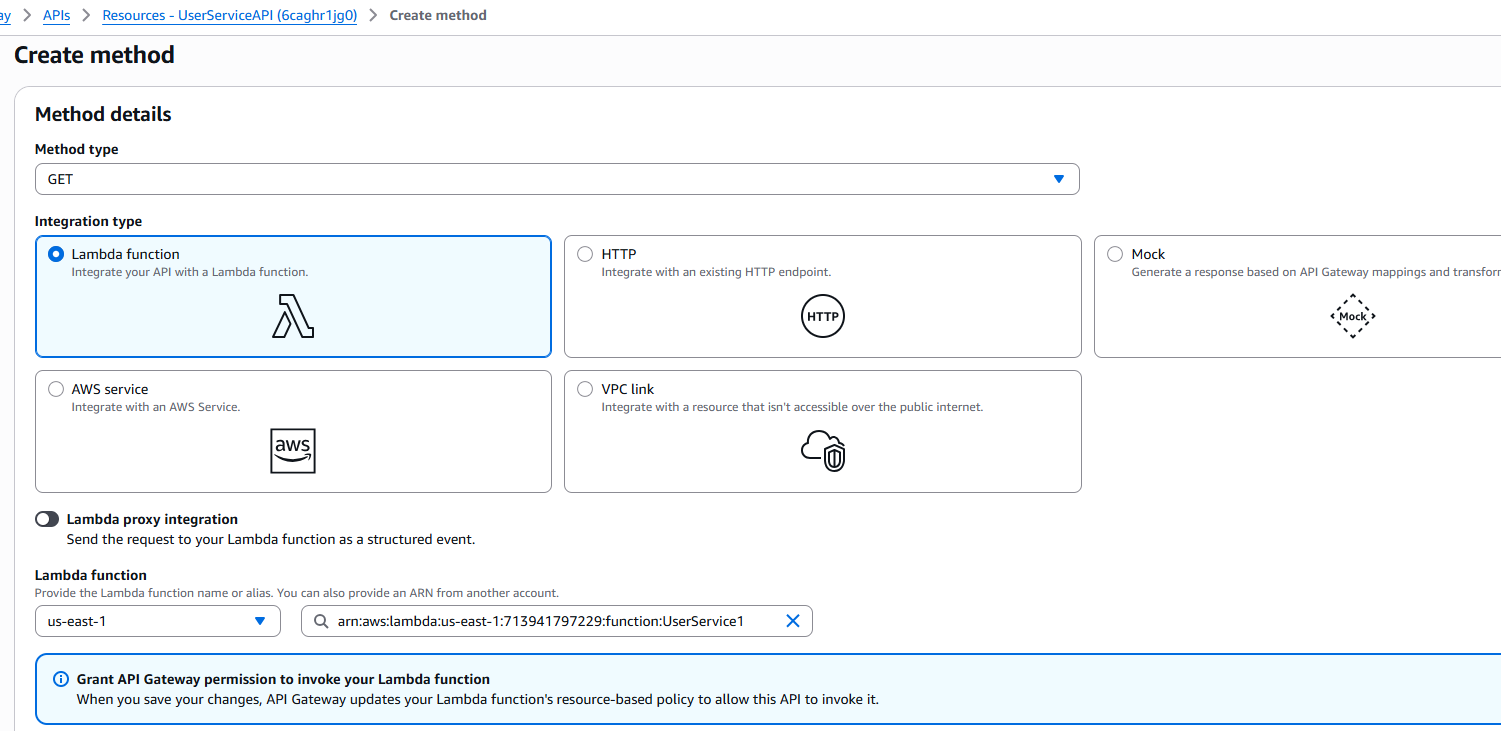 ay > APIs > Resources - UserServiceAPI (6caghr1jg0) > Create method
Create method
Method details
Method type
GET
Integration type
Lambda function
Integrate your API with a Lambda function.
HTTP
Integrate with an existing HTTP endpoint.
HTTP
Mock
Generate a response based on API Gateway mappings and transforr
Mock
AWS service
Integrate with an AWS Service.
aws
VPC link
Integrate with a resource that isn't accessible over the public internet.
Lambda proxy integration
Send the request to your Lambda function as a structured event.
Lambda function
Provide the Lambda function name or alias. You can also provide an ARN from another account.
us-east-1
arn:aws:lambda:us-east-1:713941797229:function:UserService1
Grant API Gateway permission to invoke your Lambda function
When you save your changes, API Gateway updates your Lambda function's resource-based policy to allow this API to invoke it.